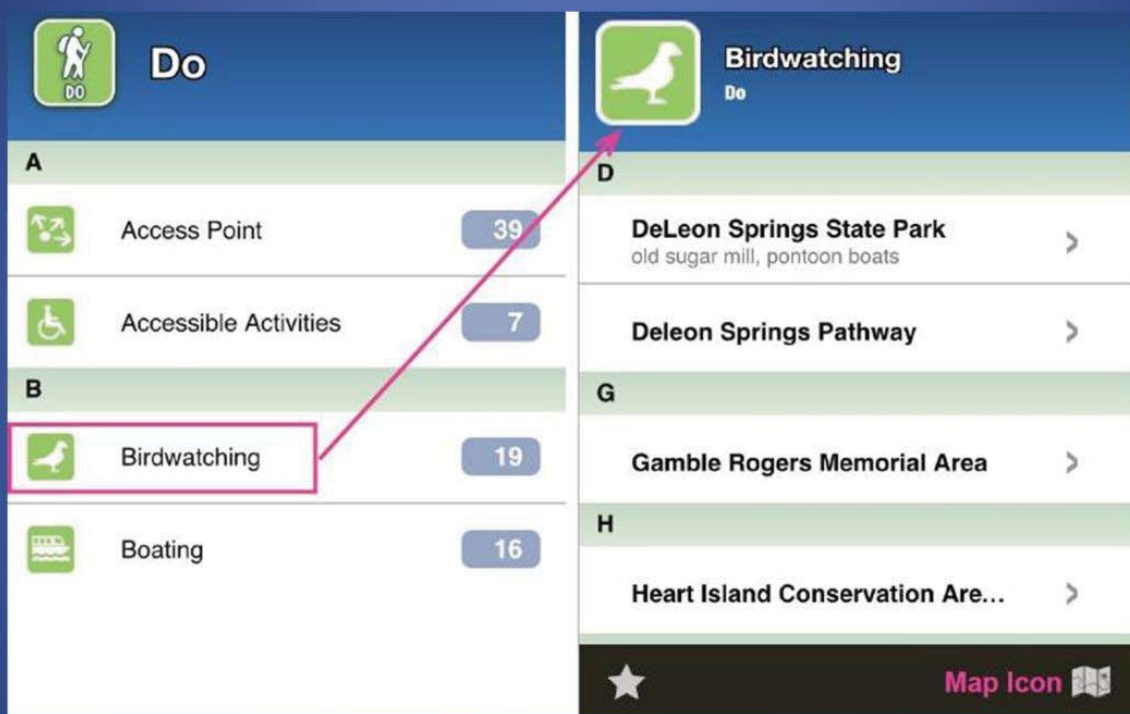 DO
Do
A
Access Point 39
Accessible Activities 7
B
Birdwatching 19
Boating 16
Birdwatching
Do
D
DeLeon Springs State Park
old sugar mill, pontoon boats
Deleon Springs Pathway
G
Gamble Rogers Memorial Area
H
Heart Island Conservation Are...
Map Icon